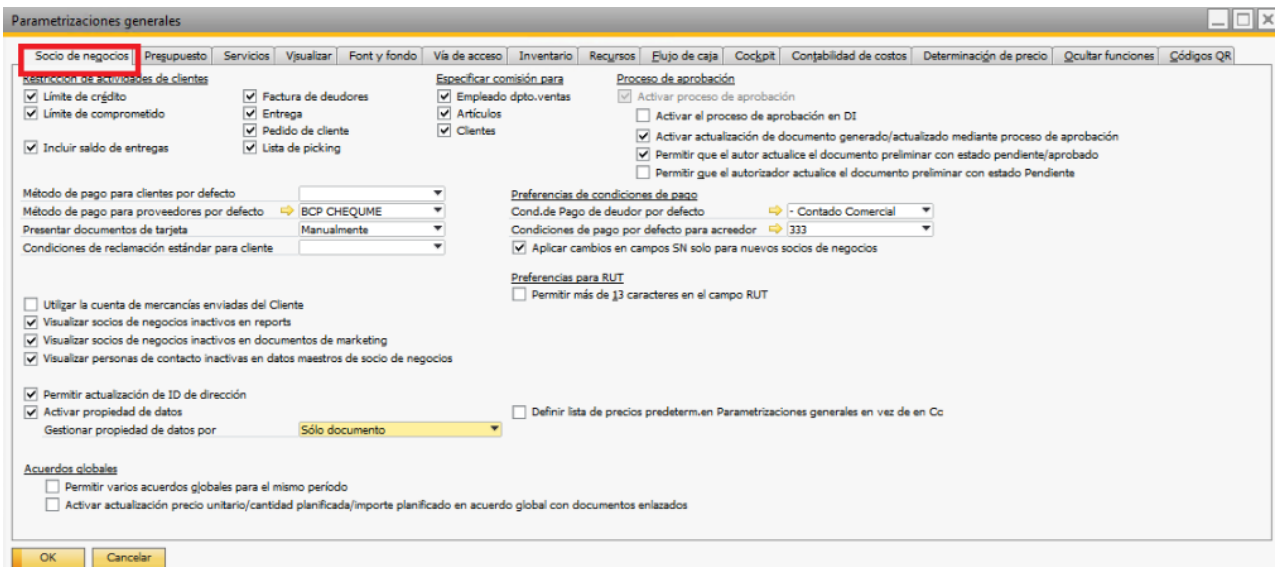 Parametrizaciones generales
Socio de negocios Presupuesto Servicios Visualizar Font y fondo Vía de acceso Inventario Recursos Flujo de caja Cockpit Contabilidad de costos Determinación de precio Ocultar funciones Códigos QR
Restricción de actividades de clientes Especificar comisión para Proceso de aprobación
Límite de crédito Factura de deudores Empleado dpto.ventas Activar proceso de aprobación
Límite de comprometido Entrega Artículos Activar el proceso de aprobación en DI
Pedido de cliente Clientes Activar actualización de documento generado/actualizado mediante proceso de aprobación
Incluir saldo de entregas Lista de picking Permitir que el autor actualice el documento preliminar con estado pendiente/aprobado
Permitir que el autorizador actualice el documento preliminar con estado Pendiente
Método de pago para clientes por defecto Preferencias de condiciones de pago
Método de pago para proveedores por defecto BCP CHEQUME Cond.de Pago de deudor por defecto - Contado Comercial
Presentar documentos de tarjeta Manualmente Condiciones de pago por defecto para acreedor 333
Condiciones de reclamación estándar para cliente Aplicar cambios en campos SN solo para nuevos socios de negocios
Preferencias para RUT
Utilizar la cuenta de mercancías enviadas del Cliente Permitir más de 13 caracteres en el campo RUT
Visualizar socios de negocios inactivos en reports
Visualizar socios de negocios inactivos en documentos de marketing
Visualizar personas de contacto inactivas en datos maestros de socio de negocios
Permitir actualización de ID de dirección
Activar propiedad de datos Definir lista de precios predeterm.en Parametrizaciones generales en vez de en Cc
Gestionar propiedad de datos por Sólo documento
Acuerdos globales
Permitir varios acuerdos globales para el mismo período
Activar actualización precio unitario/cantidad planificada/importe planificado en acuerdo global con documentos enlazados
OK Cancelar